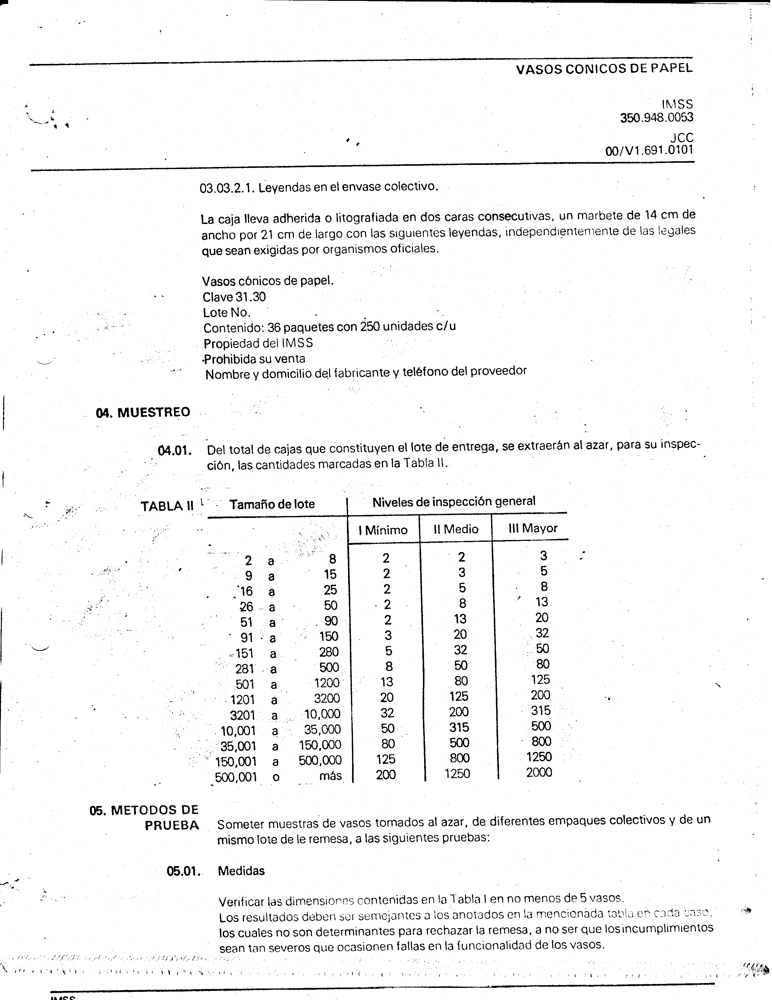 VASOS CONICOS DE PAPEL
IMSS
350.948.0053
JCC
00/V1.691.0101
03.03.2.1. Leyendas en el envase colectivo.
La caja lleva adherida o litografiada en dos caras consecutivas, un marbete de 14 cm de
ancho por 21 cm de largo con las siguientes leyendas, independientemente de las legales
que sean exigidas por organismos oficiales.
Vasos cónicos de papel.
Clave 31.30
Lote No.
Contenido: 36 paquetes con 250 unidades c/u
Propiedad del IMSS
Prohibida su venta
Nombre y domicilio del fabricante y teléfono del proveedor
04. MUESTREO
04.01. Del total de cajas que constituyen el lote de entrega, se extraerán al azar, para su inspec-
ción, las cantidades marcadas en la Tabla II.
TABLA II Tamaño de lote Niveles de inspección general
I Mínimo II Medio III Mayor
2 a 8 2 2 3
9 a 15 2 3 5
16 a 25 2 5 8
26 a 50 2 8 13
51 a 90 2 13 20
91 a 150 3 20 32
151 a 280 5 32 50
281 a 500 8 50 80
501 a 1200 13 80 125
1201 a 3200 20 125 200
3201 a 10,000 32 200 315
10,001 a 35,000 50 315 500
35,001 a 150,000 80 500 800
150,001 a 500,000 125 800 1250
500,001 o más 200 1250 2000
05. METODOS DE
PRUEBA Someter muestras de vasos tomados al azar, de diferentes empaques colectivos y de un
mismo lote de le remesa, a las siguientes pruebas:
05.01. Medidas
Verificar las dimensiones contenidas en la Tabla I en no menos de 5 vasos.
Los resultados deben ser semejantes a los anotados en la mencionada tabla en cada caso,
los cuales no son determinantes para rechazar la remesa, a no ser que los incumplimientos
sean tan severos que ocasionen fallas en la funcionalidad de los vasos.
IMSS